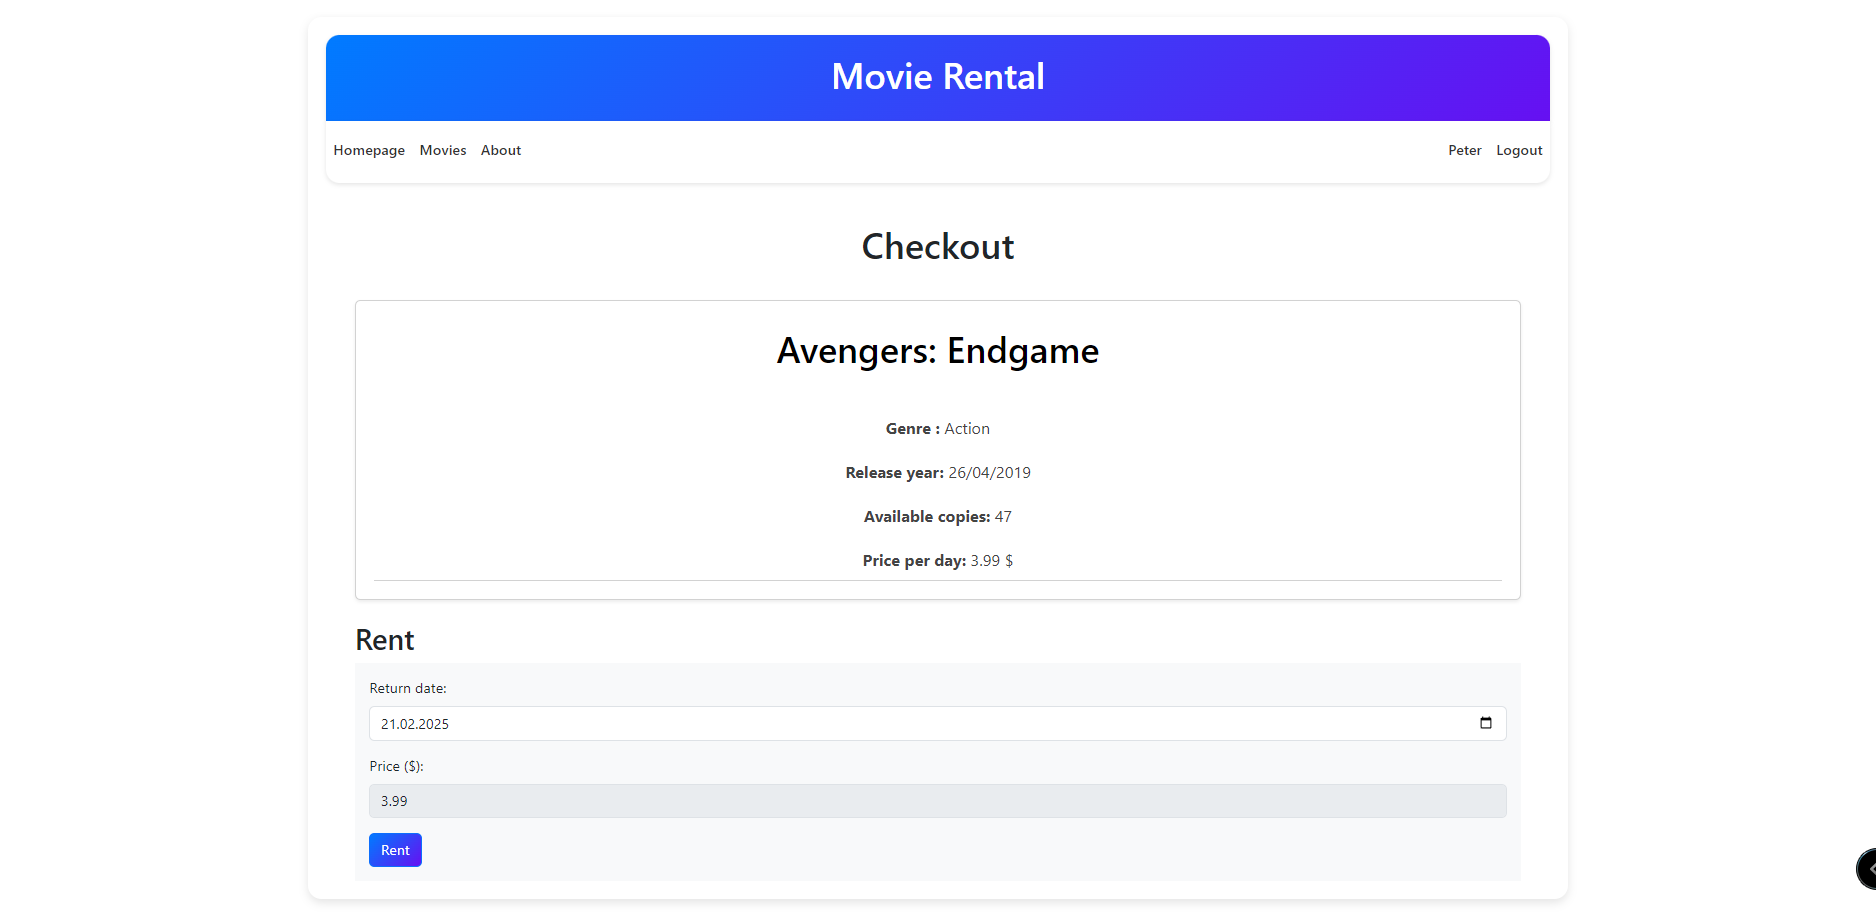 Movie Rental
Homepage Movies About Peter Logout
Checkout
Avengers: Endgame
Genre : Action
Release year: 26/04/2019
Available copies: 47
Price per day: 3.99 $
Rent
Return date:
21.02.2025
Price ($):
3.99
Rent